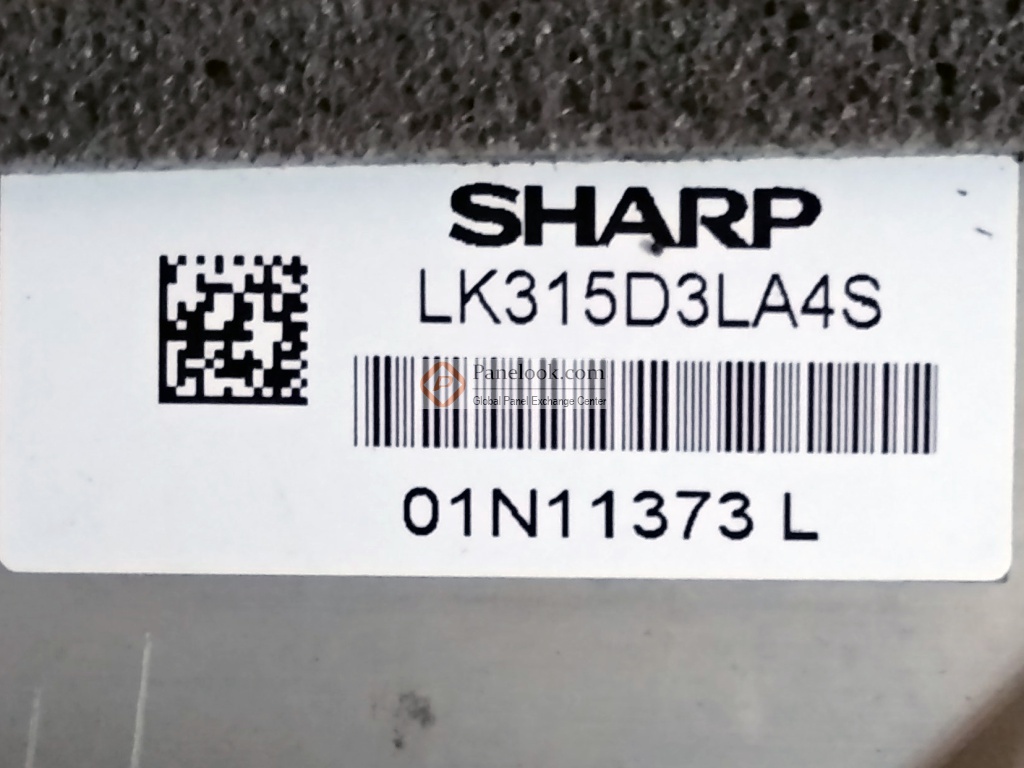 SHARP
LK315D3LA4S
Panelook.com
Global Panel Exchange Center
01N11373 L